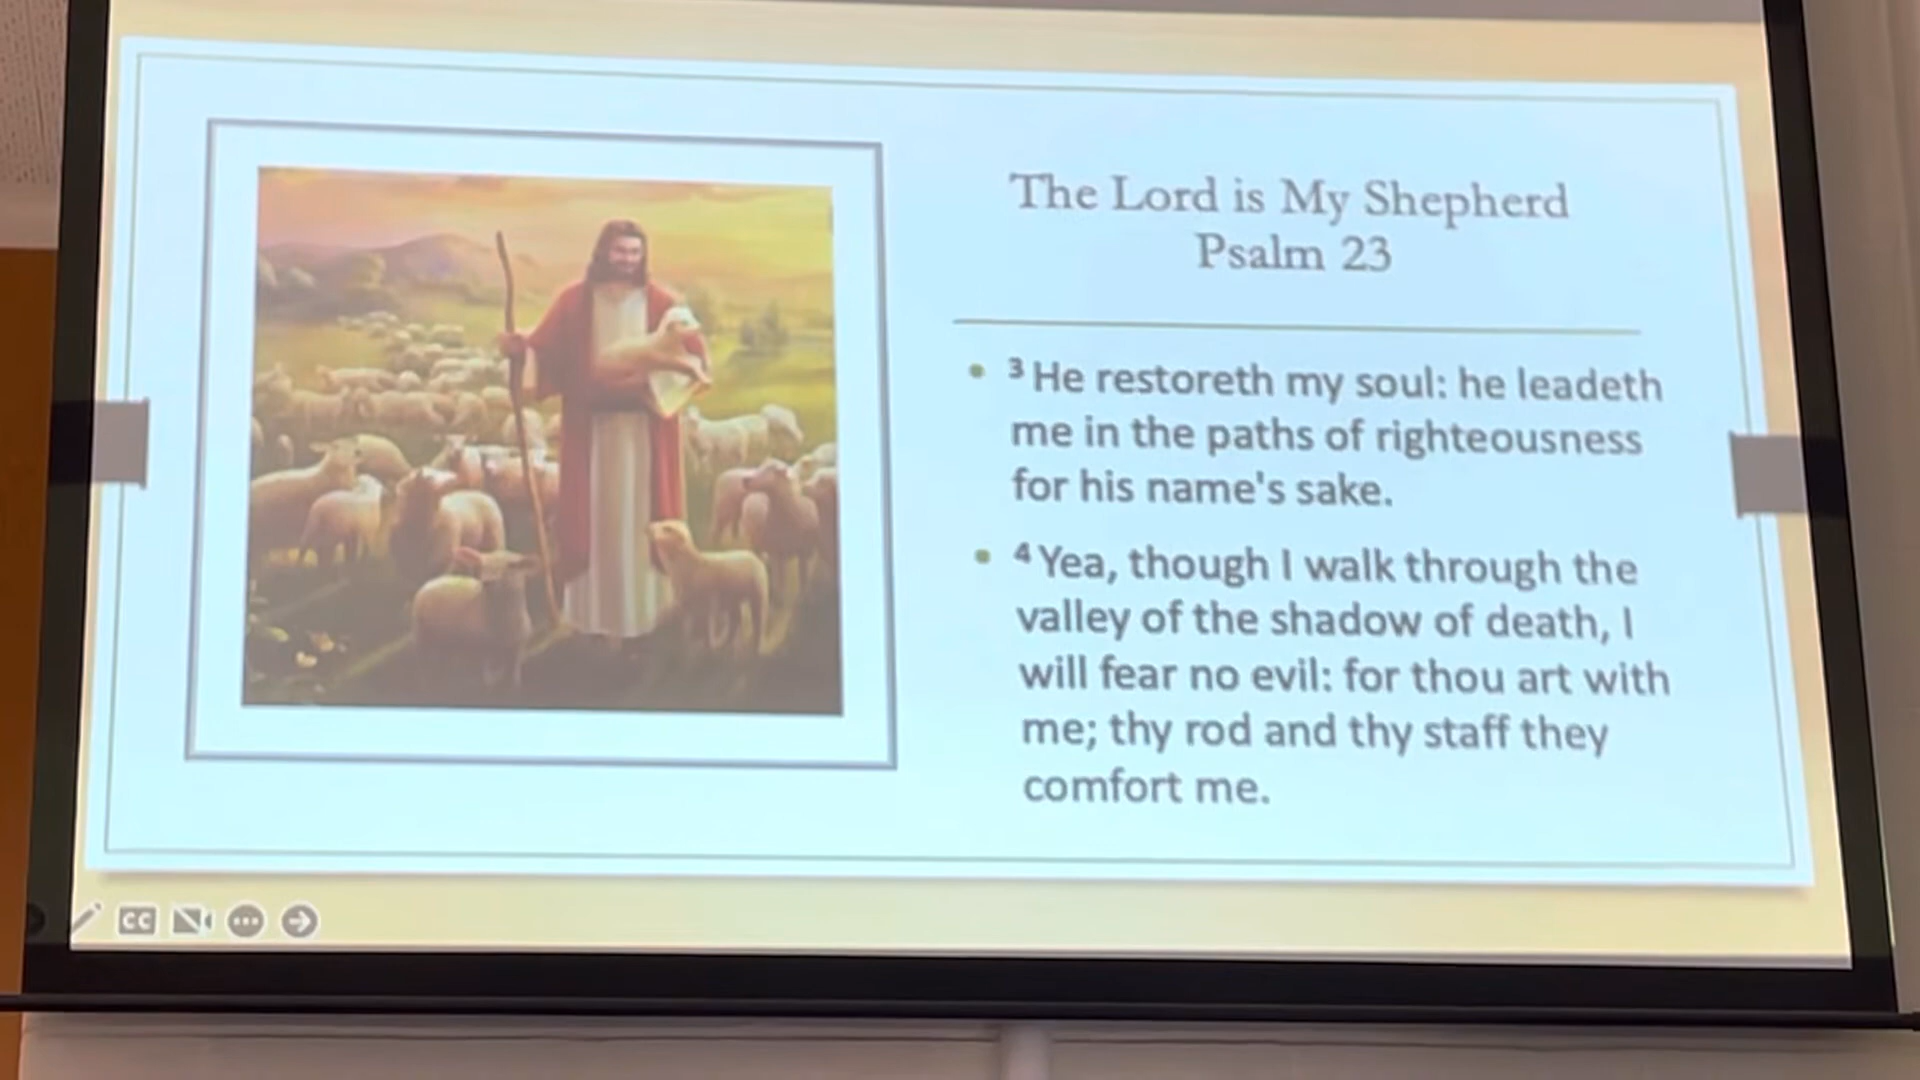 The Lord is My Shepherd
Psalm 23
• ³ He restoreth my soul: he leadeth
me in the paths of righteousness
for his name's sake.
• ⁴ Yea, though I walk through the
valley of the shadow of death, I
will fear no evil: for thou art with
me; thy rod and thy staff they
comfort me.
CC